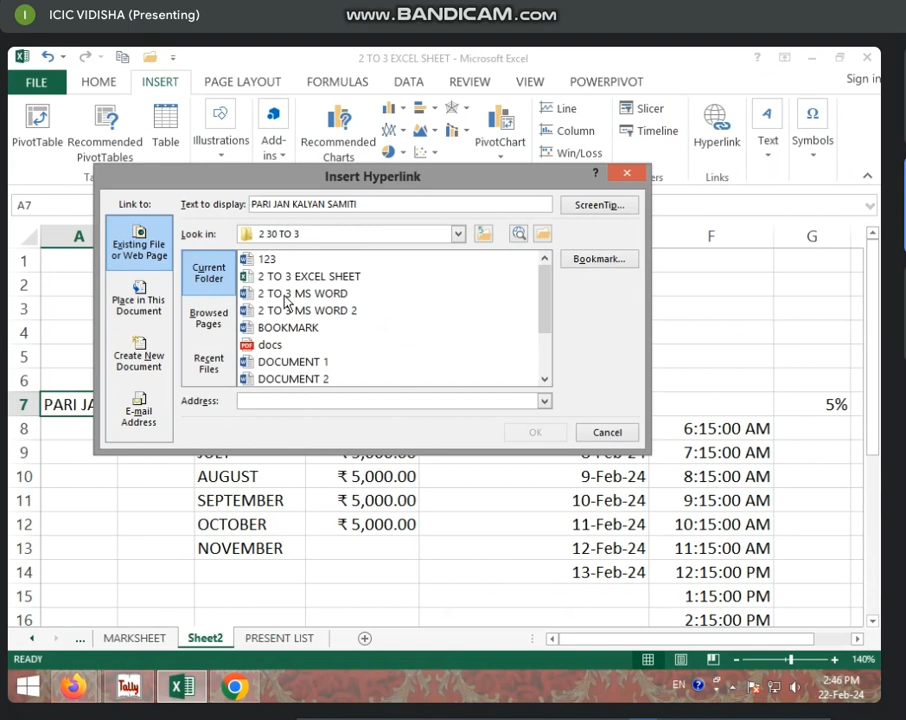 I ICIC VIDISHA (Presenting)
www.BANDICAM.com
2 TO 3 EXCEL SHEET - Microsoft Excel
FILE HOME INSERT PAGE LAYOUT FORMULAS DATA REVIEW VIEW POWERPIVOT Sign in
PivotTable Recommended PivotTables Table Illustrations Add-ins Recommended Charts PivotChart Line Column Win/Loss Slicer Timeline Hyperlink Text Symbols
Links
Insert Hyperlink
A7
Link to: Text to display: PARI JAN KALYAN SAMITI ScreenTip...
Existing File or Web Page
Look in: 2 30 TO 3
Bookmark...
Place in This Document
Create New Document
E-mail Address
Current Folder
Browsed Pages
Recent Files
123
2 TO 3 EXCEL SHEET
2 TO 3 MS WORD
2 TO 3 MS WORD 2
BOOKMARK
docs
DOCUMENT 1
DOCUMENT 2
Address:
OK Cancel
A F G
1
2
3
4
5
6
7 PARI JA 5%
8 6:15:00 AM
9 7:15:00 AM
10 AUGUST ₹ 5,000.00 9-Feb-24 8:15:00 AM
11 SEPTEMBER ₹ 5,000.00 10-Feb-24 9:15:00 AM
12 OCTOBER ₹ 5,000.00 11-Feb-24 10:15:00 AM
13 NOVEMBER 12-Feb-24 11:15:00 AM
14 13-Feb-24 12:15:00 PM
15 1:15:00 PM
16 2:15:00 PM
... MARKSHEET Sheet2 PRESENT LIST
READY 140%
Tally EN 2:46 PM
22-Feb-24